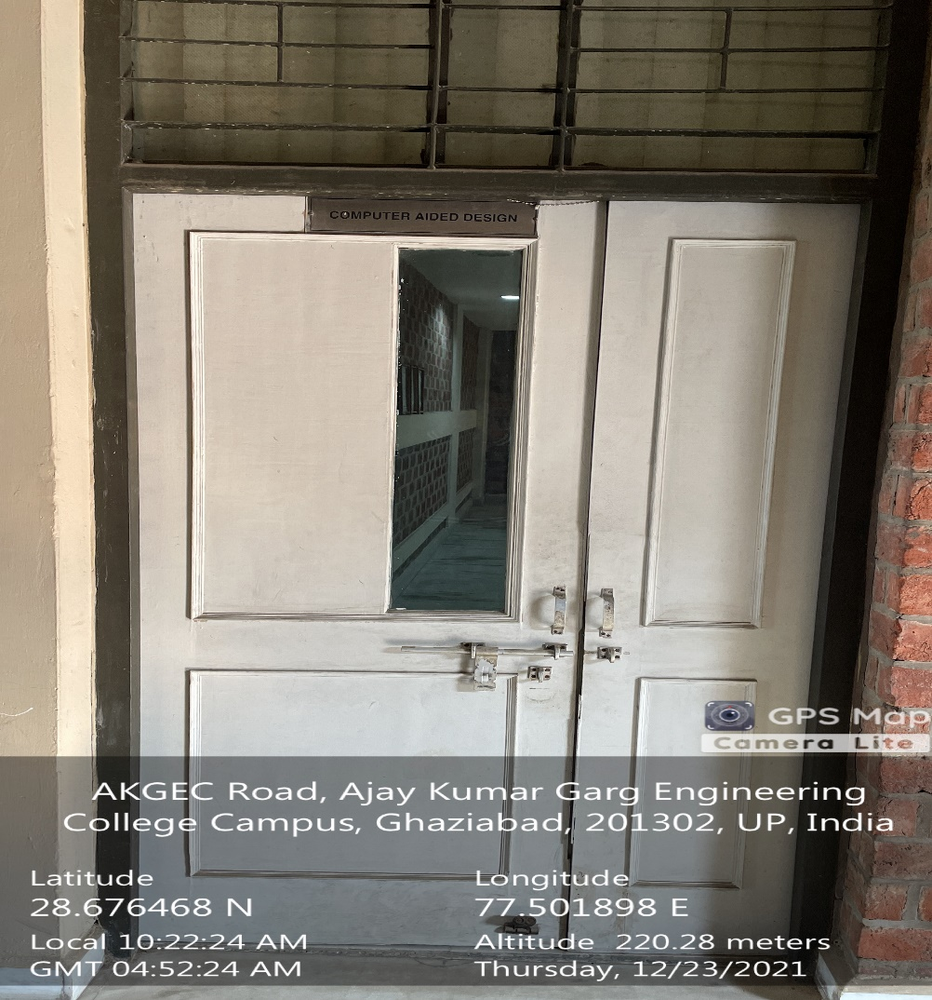 COMPUTER AIDED DESIGN
GPS Map
Camera Lite
AKGEC Road, Ajay Kumar Garg Engineering
College Campus, Ghaziabad, 201302, UP, India
Latitude
28.676468 N
Longitude
77.501898 E
Local 10:22:24 AM
GMT 04:52:24 AM
Altitude 220.28 meters
Thursday, 12/23/2021